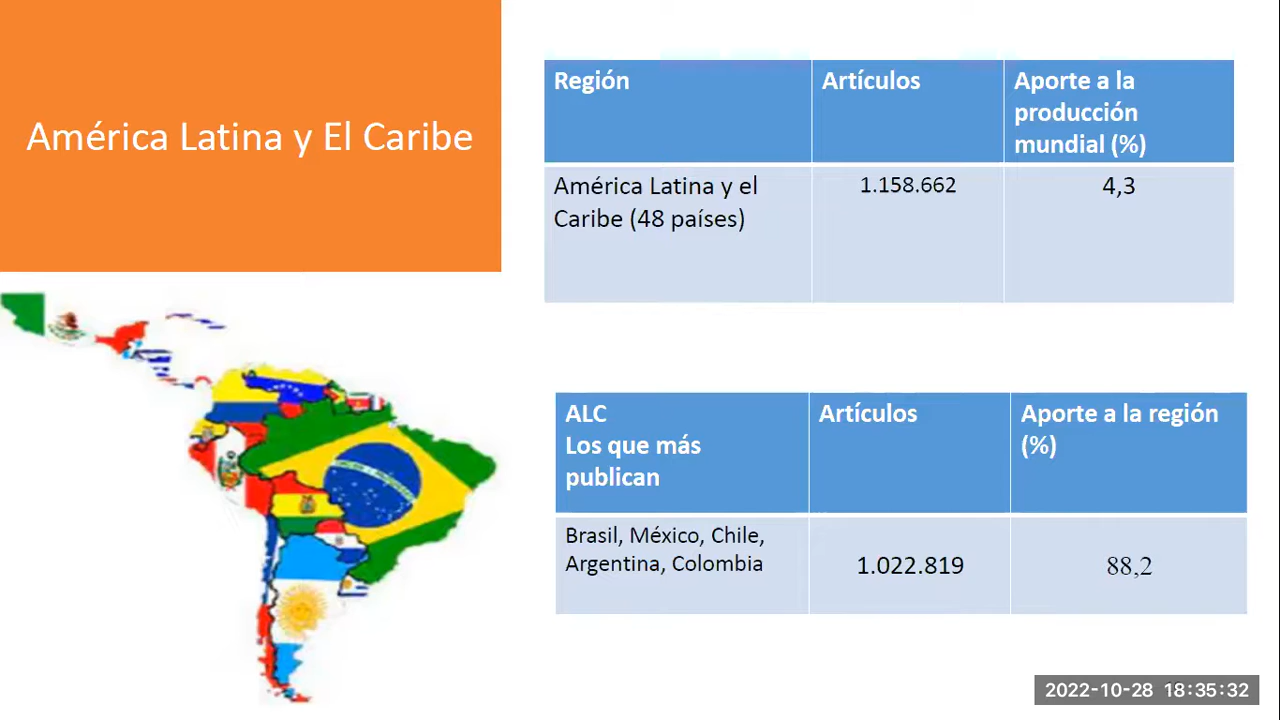 América Latina y El Caribe
Región
Artículos
Aporte a la
producción
mundial (%)
América Latina y el
Caribe (48 países)
1.158.662
4,3
ALC
Los que más
publican
Artículos
Aporte a la región
(%)
Brasil, México, Chile,
Argentina, Colombia
1.022.819
88,2
2022-10-28 18:35:32